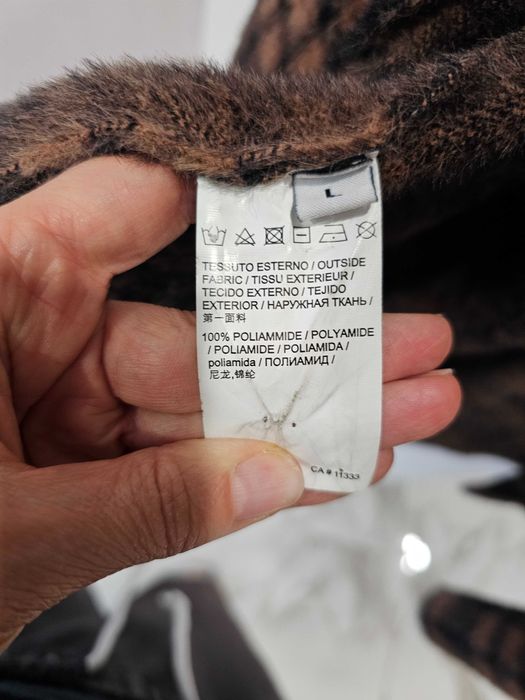 L
TESSUTO ESTERNO / OUTSIDE
FABRIC / TISSU EXTERIEUR /
TECIDO EXTERNO / TEJIDO
EXTERIOR / НАРУЖНАЯ ТКАНЬ /
第一面料
100% POLIAMMIDE / POLYAMIDE
/ POLIAMIDE / POLIAMIDA /
poliamida / ПОЛИАМИД /
尼龙,锦纶
CA # 11333